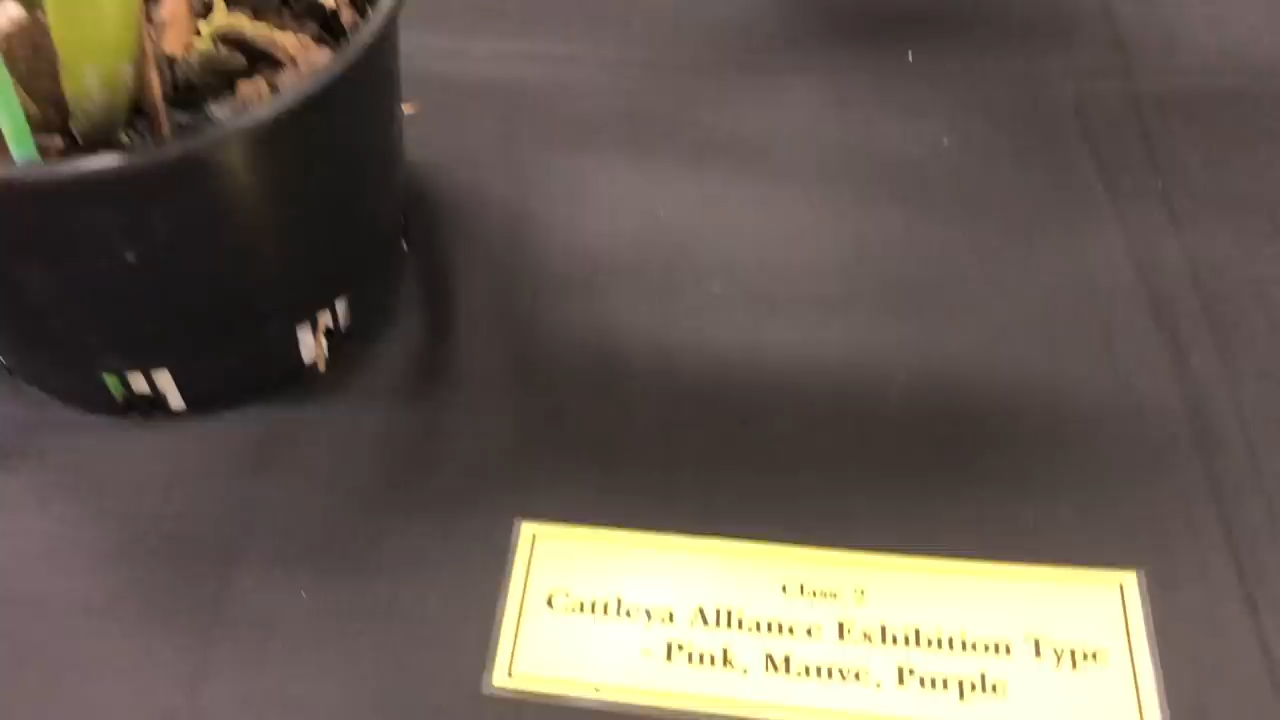 Class 2
Cattleya Alliance Exhibition Type
- Pink, Mauve, Purple